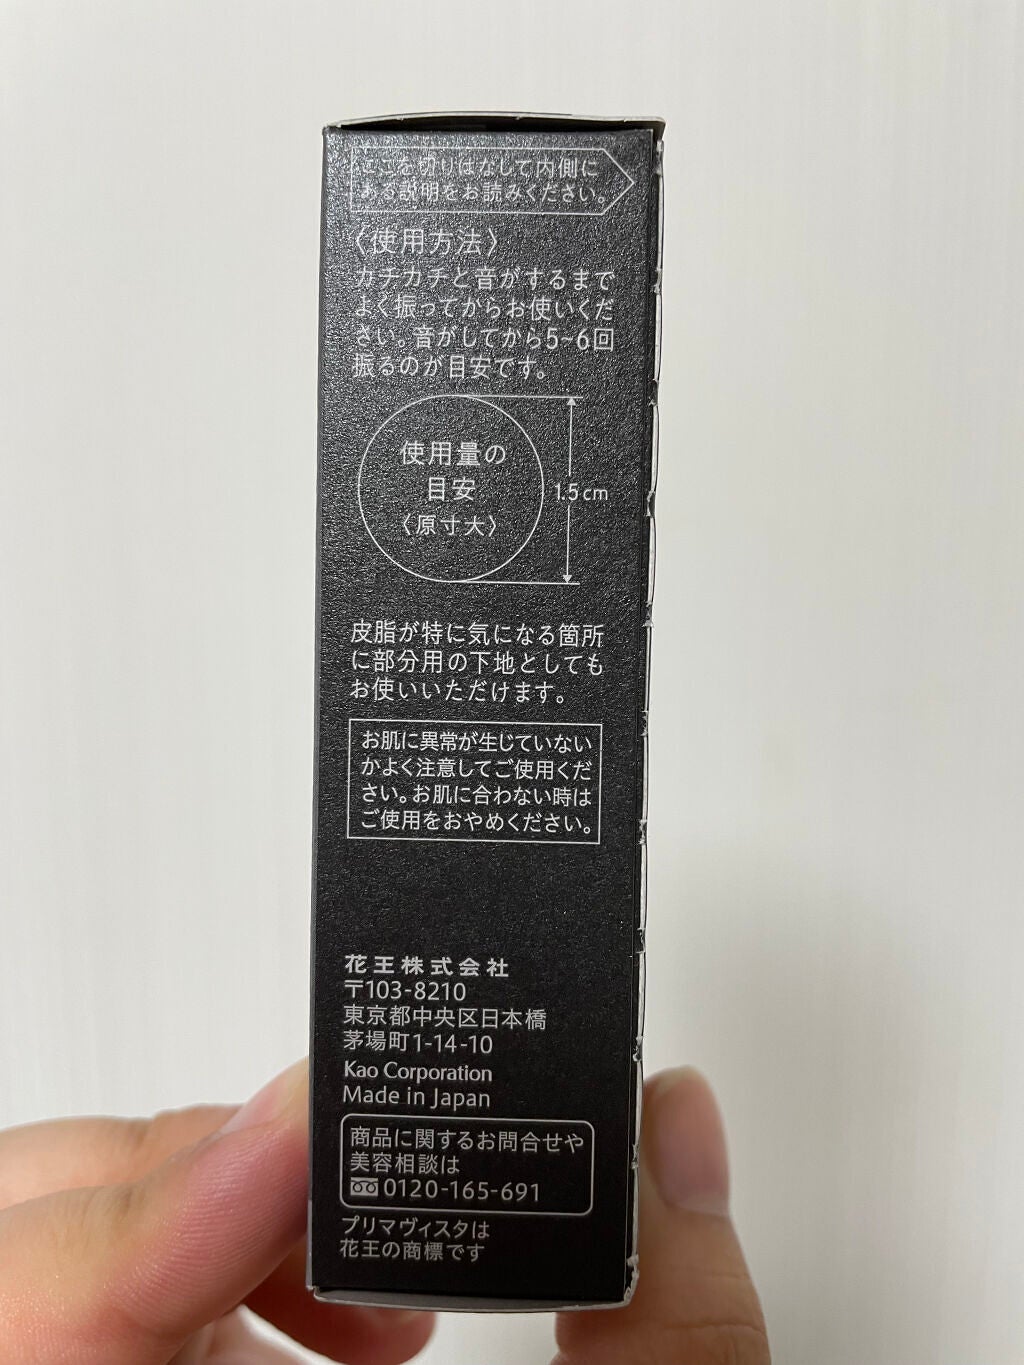 ここを切りはなして内側に
ある説明をお読みください。
〈使用方法〉
カチカチと音がするまで
よく振ってからお使いくだ
さい。音がしてから5~6回
振るのが目安です。
使用量の
目安
〈原寸大〉
1.5cm
皮脂が特に気になる箇所
に部分用の下地としても
お使いいただけます。
お肌に異常が生じていない
かよく注意してご使用くだ
さい。お肌に合わない時は
ご使用をおやめください。
花王株式会社
〒103-8210
東京都中央区日本橋
茅場町1-14-10
Kao Corporation
Made in Japan
商品に関するお問合せや
美容相談は
0120-165-691
プリマヴィスタは
花王の商標です